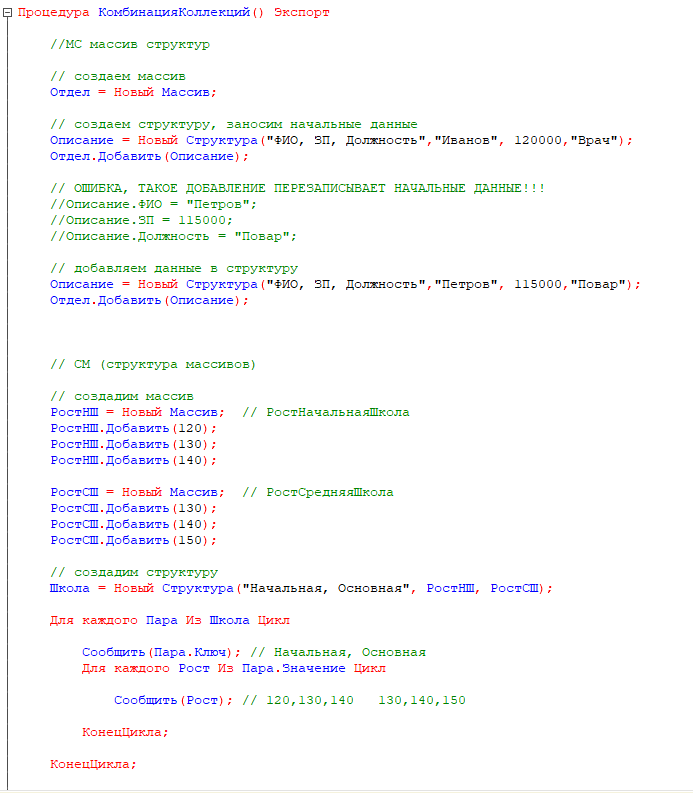 Процедура КомбинацияКоллекций() Экспорт
//МС массив структур
// создаем массив
Отдел = Новый Массив;
// создаем структуру, заносим начальные данные
Описание = Новый Структура("ФИО, ЗП, Должность","Иванов", 120000,"Врач");
Отдел.Добавить(Описание);
// ОШИБКА, ТАКОЕ ДОБАВЛЕНИЕ ПЕРЕЗАПИСЫВАЕТ НАЧАЛЬНЫЕ ДАННЫЕ!!!
//Описание.ФИО = "Петров";
//Описание.ЗП = 115000;
//Описание.Должность = "Повар";
// добавляем данные в структуру
Описание = Новый Структура("ФИО, ЗП, Должность","Петров", 115000,"Повар");
Отдел.Добавить(Описание);
// СМ (структура массивов)
// создадим массив
РостНШ = Новый Массив;  // РостНачальнаяШкола
РостНШ.Добавить(120);
РостНШ.Добавить(130);
РостНШ.Добавить(140);
РостСШ = Новый Массив;  // РостСредняяШкола
РостСШ.Добавить(130);
РостСШ.Добавить(140);
РостСШ.Добавить(150);
// создадим структуру
Школа = Новый Структура("Начальная, Основная", РостНШ, РостСШ);
Для каждого Пара Из Школа Цикл
Сообщить(Пара.Ключ); // Начальная, Основная
Для каждого Рост Из Пара.Значение Цикл
Сообщить(Рост); // 120,130,140   130,140,150
КонецЦикла;
КонецЦикла;